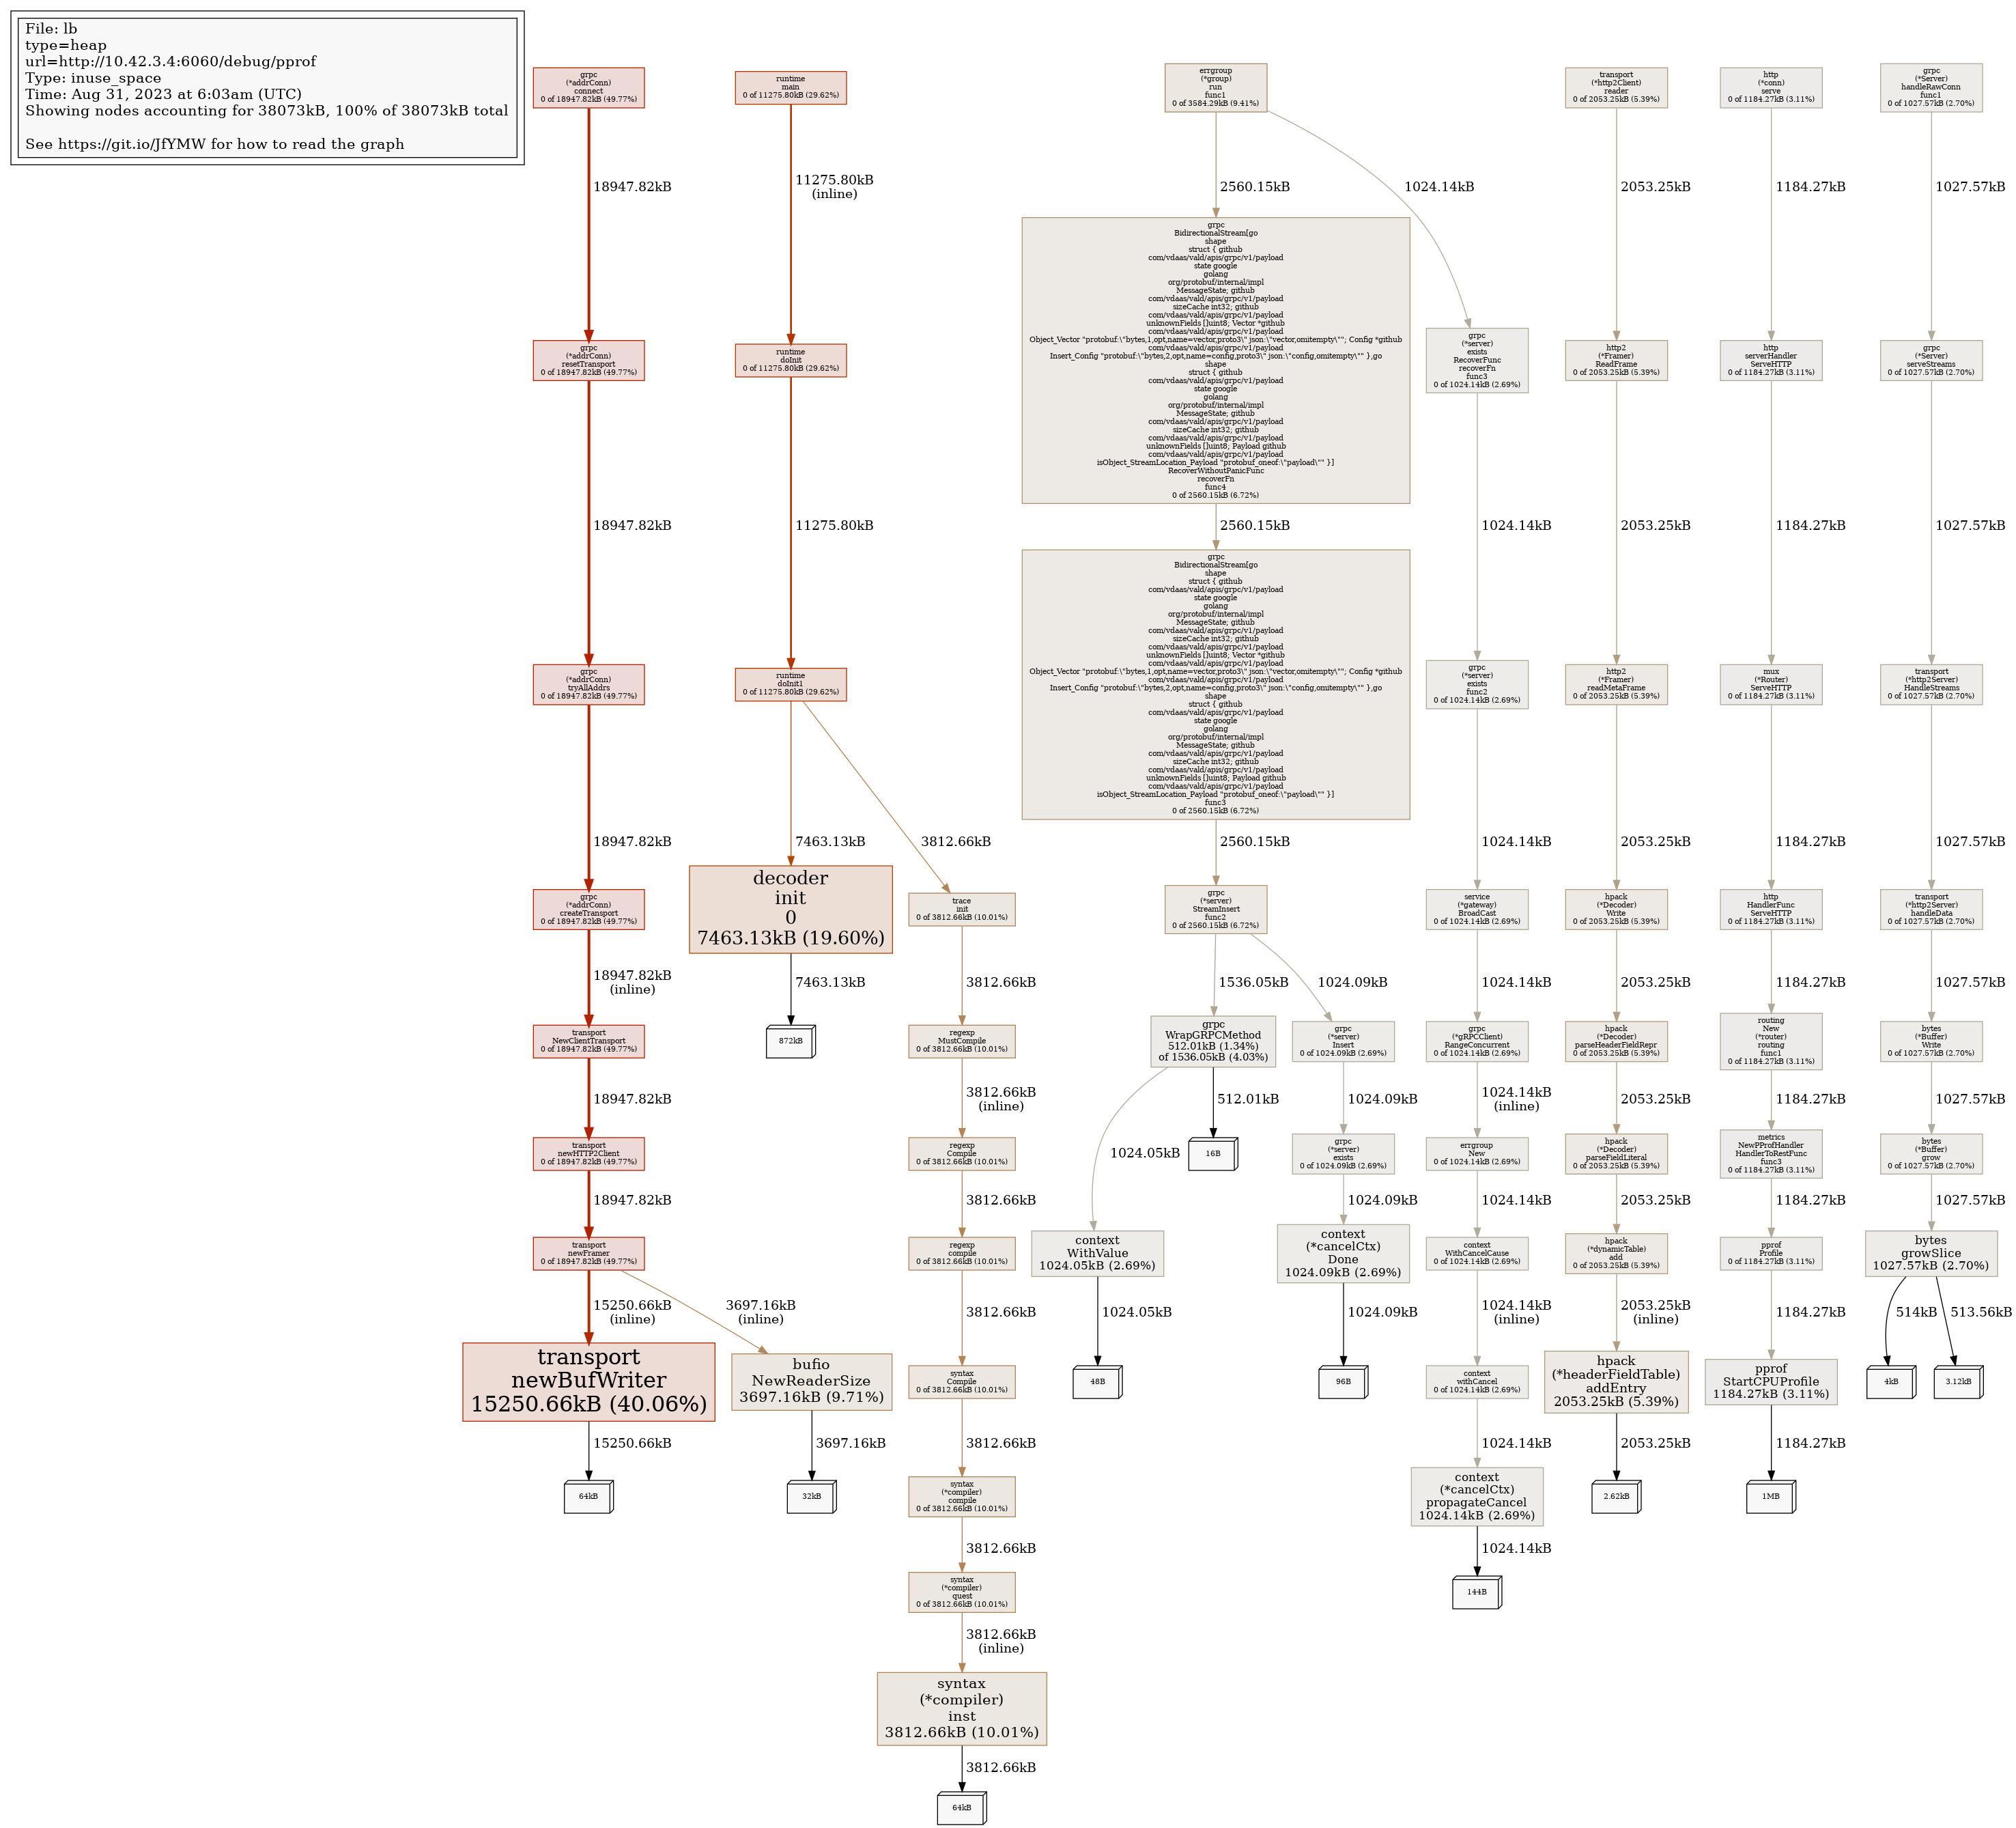 File: lb
type=heap
url=http://10.42.3.4:6060/debug/pprof
Type: inuse_space
Time: Aug 31, 2023 at 6:03am (UTC)
Showing nodes accounting for 38073kB, 100% of 38073kB total
See https://git.io/JfYMW for how to read the graph
grpc
(*addrConn)
connect
0 of 18947.82kB (49.77%)
18947.82kB
grpc
(*addrConn)
resetTransport
0 of 18947.82kB (49.77%)
18947.82kB
grpc
(*addrConn)
tryAllAddrs
0 of 18947.82kB (49.77%)
18947.82kB
grpc
(*addrConn)
createTransport
0 of 18947.82kB (49.77%)
18947.82kB
(inline)
transport
NewClientTransport
0 of 18947.82kB (49.77%)
18947.82kB
transport
newHTTP2Client
0 of 18947.82kB (49.77%)
18947.82kB
transport
newFramer
0 of 18947.82kB (49.77%)
15250.66kB
(inline)
3697.16kB
(inline)
transport
newBufWriter
15250.66kB (40.06%)
15250.66kB
64kB
bufio
NewReaderSize
3697.16kB (9.71%)
3697.16kB
32kB
runtime
main
0 of 11275.80kB (29.62%)
11275.80kB
(inline)
runtime
doInit
0 of 11275.80kB (29.62%)
11275.80kB
runtime
doInit1
0 of 11275.80kB (29.62%)
7463.13kB
3812.66kB
decoder
init
0
7463.13kB (19.60%)
7463.13kB
872kB
trace
init
0 of 3812.66kB (10.01%)
3812.66kB
regexp
MustCompile
0 of 3812.66kB (10.01%)
3812.66kB
(inline)
regexp
Compile
0 of 3812.66kB (10.01%)
3812.66kB
regexp
compile
0 of 3812.66kB (10.01%)
3812.66kB
syntax
Compile
0 of 3812.66kB (10.01%)
3812.66kB
syntax
(*compiler)
compile
0 of 3812.66kB (10.01%)
3812.66kB
syntax
(*compiler)
quest
0 of 3812.66kB (10.01%)
3812.66kB
(inline)
syntax
(*compiler)
inst
3812.66kB (10.01%)
3812.66kB
64kB
errgroup
(*group)
run
func1
0 of 3584.29kB (9.41%)
2560.15kB
1024.14kB
grpc
BidirectionalStream[go
shape
struct { github
com/vdaas/vald/apis/grpc/v1/payload
state google
golang
org/protobuf/internal/impl
MessageState; github
com/vdaas/vald/apis/grpc/v1/payload
sizeCache int32; github
com/vdaas/vald/apis/grpc/v1/payload
unknownFields []uint8; Vector *github
com/vdaas/vald/apis/grpc/v1/payload
Object_Vector "protobuf:\"bytes,1,opt,name=vector,proto3\" json:\"vector,omitempty\""; Config *github
com/vdaas/vald/apis/grpc/v1/payload
Insert_Config "protobuf:\"bytes,2,opt,name=config,proto3\" json:\"config,omitempty\"" },go
shape
struct { github
com/vdaas/vald/apis/grpc/v1/payload
state google
golang
org/protobuf/internal/impl
MessageState; github
com/vdaas/vald/apis/grpc/v1/payload
sizeCache int32; github
com/vdaas/vald/apis/grpc/v1/payload
unknownFields []uint8; Payload github
com/vdaas/vald/apis/grpc/v1/payload
isObject_StreamLocation_Payload "protobuf_oneof:\"payload\"" }]
RecoverWithoutPanicFunc
recoverFn
func4
0 of 2560.15kB (6.72%)
2560.15kB
grpc
BidirectionalStream[go
shape
struct { github
com/vdaas/vald/apis/grpc/v1/payload
state google
golang
org/protobuf/internal/impl
MessageState; github
com/vdaas/vald/apis/grpc/v1/payload
sizeCache int32; github
com/vdaas/vald/apis/grpc/v1/payload
unknownFields []uint8; Vector *github
com/vdaas/vald/apis/grpc/v1/payload
Object_Vector "protobuf:\"bytes,1,opt,name=vector,proto3\" json:\"vector,omitempty\""; Config *github
com/vdaas/vald/apis/grpc/v1/payload
Insert_Config "protobuf:\"bytes,2,opt,name=config,proto3\" json:\"config,omitempty\"" },go
shape
struct { github
com/vdaas/vald/apis/grpc/v1/payload
state google
golang
org/protobuf/internal/impl
MessageState; github
com/vdaas/vald/apis/grpc/v1/payload
sizeCache int32; github
com/vdaas/vald/apis/grpc/v1/payload
unknownFields []uint8; Payload github
com/vdaas/vald/apis/grpc/v1/payload
isObject_StreamLocation_Payload "protobuf_oneof:\"payload\"" }]
func3
0 of 2560.15kB (6.72%)
2560.15kB
grpc
(*server)
StreamInsert
func2
0 of 2560.15kB (6.72%)
1536.05kB
1024.09kB
grpc
WrapGRPCMethod
512.01kB (1.34%)
of 1536.05kB (4.03%)
1024.05kB
512.01kB
16B
context
WithValue
1024.05kB (2.69%)
1024.05kB
48B
grpc
(*server)
Insert
0 of 1024.09kB (2.69%)
1024.09kB
grpc
(*server)
exists
0 of 1024.09kB (2.69%)
1024.09kB
context
(*cancelCtx)
Done
1024.09kB (2.69%)
1024.09kB
96B
grpc
(*server)
exists
RecoverFunc
recoverFn
func3
0 of 1024.14kB (2.69%)
1024.14kB
grpc
(*server)
exists
func2
0 of 1024.14kB (2.69%)
1024.14kB
service
(*gateway)
BroadCast
0 of 1024.14kB (2.69%)
1024.14kB
grpc
(*gRPCClient)
RangeConcurrent
0 of 1024.14kB (2.69%)
1024.14kB
(inline)
errgroup
New
0 of 1024.14kB (2.69%)
1024.14kB
context
WithCancelCause
0 of 1024.14kB (2.69%)
1024.14kB
(inline)
context
withCancel
0 of 1024.14kB (2.69%)
1024.14kB
context
(*cancelCtx)
propagateCancel
1024.14kB (2.69%)
1024.14kB
144B
transport
(*http2Client)
reader
0 of 2053.25kB (5.39%)
2053.25kB
http2
(*Framer)
ReadFrame
0 of 2053.25kB (5.39%)
2053.25kB
http2
(*Framer)
readMetaFrame
0 of 2053.25kB (5.39%)
2053.25kB
hpack
(*Decoder)
Write
0 of 2053.25kB (5.39%)
2053.25kB
hpack
(*Decoder)
parseHeaderFieldRepr
0 of 2053.25kB (5.39%)
2053.25kB
hpack
(*Decoder)
parseFieldLiteral
0 of 2053.25kB (5.39%)
2053.25kB
hpack
(*dynamicTable)
add
0 of 2053.25kB (5.39%)
2053.25kB
(inline)
hpack
(*headerFieldTable)
addEntry
2053.25kB (5.39%)
2053.25kB
2.62kB
http
(*conn)
serve
0 of 1184.27kB (3.11%)
1184.27kB
http
serverHandler
ServeHTTP
0 of 1184.27kB (3.11%)
1184.27kB
mux
(*Router)
ServeHTTP
0 of 1184.27kB (3.11%)
1184.27kB
http
HandlerFunc
ServeHTTP
0 of 1184.27kB (3.11%)
1184.27kB
routing
New
(*router)
routing
func1
0 of 1184.27kB (3.11%)
1184.27kB
metrics
NewPProfHandler
HandlerToRestFunc
func3
0 of 1184.27kB (3.11%)
1184.27kB
pprof
Profile
0 of 1184.27kB (3.11%)
1184.27kB
pprof
StartCPUProfile
1184.27kB (3.11%)
1184.27kB
1MB
grpc
(*Server)
handleRawConn
func1
0 of 1027.57kB (2.70%)
1027.57kB
grpc
(*Server)
serveStreams
0 of 1027.57kB (2.70%)
1027.57kB
transport
(*http2Server)
HandleStreams
0 of 1027.57kB (2.70%)
1027.57kB
transport
(*http2Server)
handleData
0 of 1027.57kB (2.70%)
1027.57kB
bytes
(*Buffer)
Write
0 of 1027.57kB (2.70%)
1027.57kB
bytes
(*Buffer)
grow
0 of 1027.57kB (2.70%)
1027.57kB
bytes
growSlice
1027.57kB (2.70%)
514kB
513.56kB
4kB
3.12kB